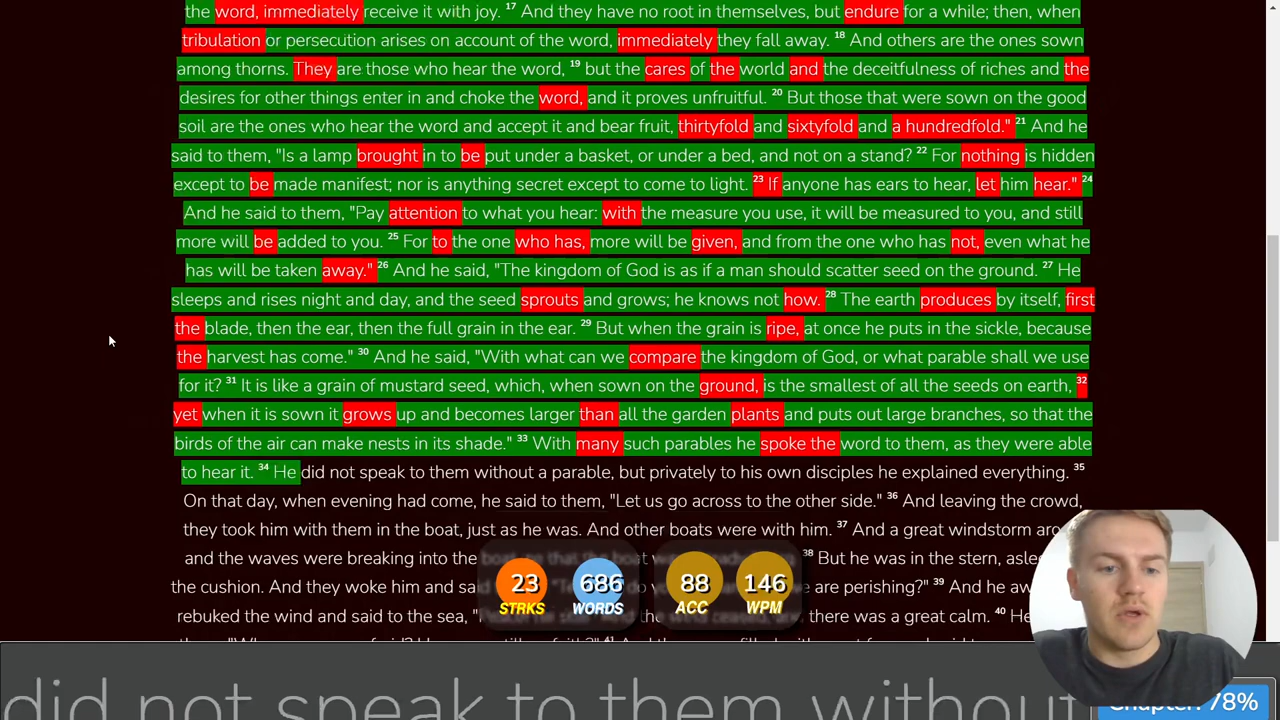 the word, immediately receive it with joy. 17 And they have no root in themselves, but endure for a while; then, when
tribulation or persecution arises on account of the word, immediately they fall away. 18 And others are the ones sown
among thorns. They are those who hear the word, 19 but the cares of the world and the deceitfulness of riches and the
desires for other things enter in and choke the word, and it proves unfruitful. 20 But those that were sown on the good
soil are the ones who hear the word and accept it and bear fruit, thirtyfold and sixtyfold and a hundredfold." 21 And he
said to them, "Is a lamp brought in to be put under a basket, or under a bed, and not on a stand? 22 For nothing is hidden
except to be made manifest; nor is anything secret except to come to light. 23 If anyone has ears to hear, let him hear." 24
And he said to them, "Pay attention to what you hear: with the measure you use, it will be measured to you, and still
more will be added to you. 25 For to the one who has, more will be given, and from the one who has not, even what he
has will be taken away." 26 And he said, "The kingdom of God is as if a man should scatter seed on the ground. 27 He
sleeps and rises night and day, and the seed sprouts and grows; he knows not how. 28 The earth produces by itself, first
the blade, then the ear, then the full grain in the ear. 29 But when the grain is ripe, at once he puts in the sickle, because
the harvest has come." 30 And he said, "With what can we compare the kingdom of God, or what parable shall we use
for it? 31 It is like a grain of mustard seed, which, when sown on the ground, is the smallest of all the seeds on earth, 32
yet when it is sown it grows up and becomes larger than all the garden plants and puts out large branches, so that the
birds of the air can make nests in its shade." 33 With many such parables he spoke the word to them, as they were able
to hear it. 34 He did not speak to them without a parable, but privately to his own disciples he explained everything. 35
On that day, when evening had come, he said to them, "Let us go across to the other side." 36 And leaving the crowd,
they took him with them in the boat, just as he was. And other boats were with him. 37 And a great windstorm
and the waves were breaking into the 38 But he was in the stern,
the cushion. And they woke him and are perishing?" 39 And he
rebuked the wind and said to the sea, there was a great calm. 40
23 686 88 146
STRKS WORDS ACC WPM
did not speak to them without
Chapter: 78%